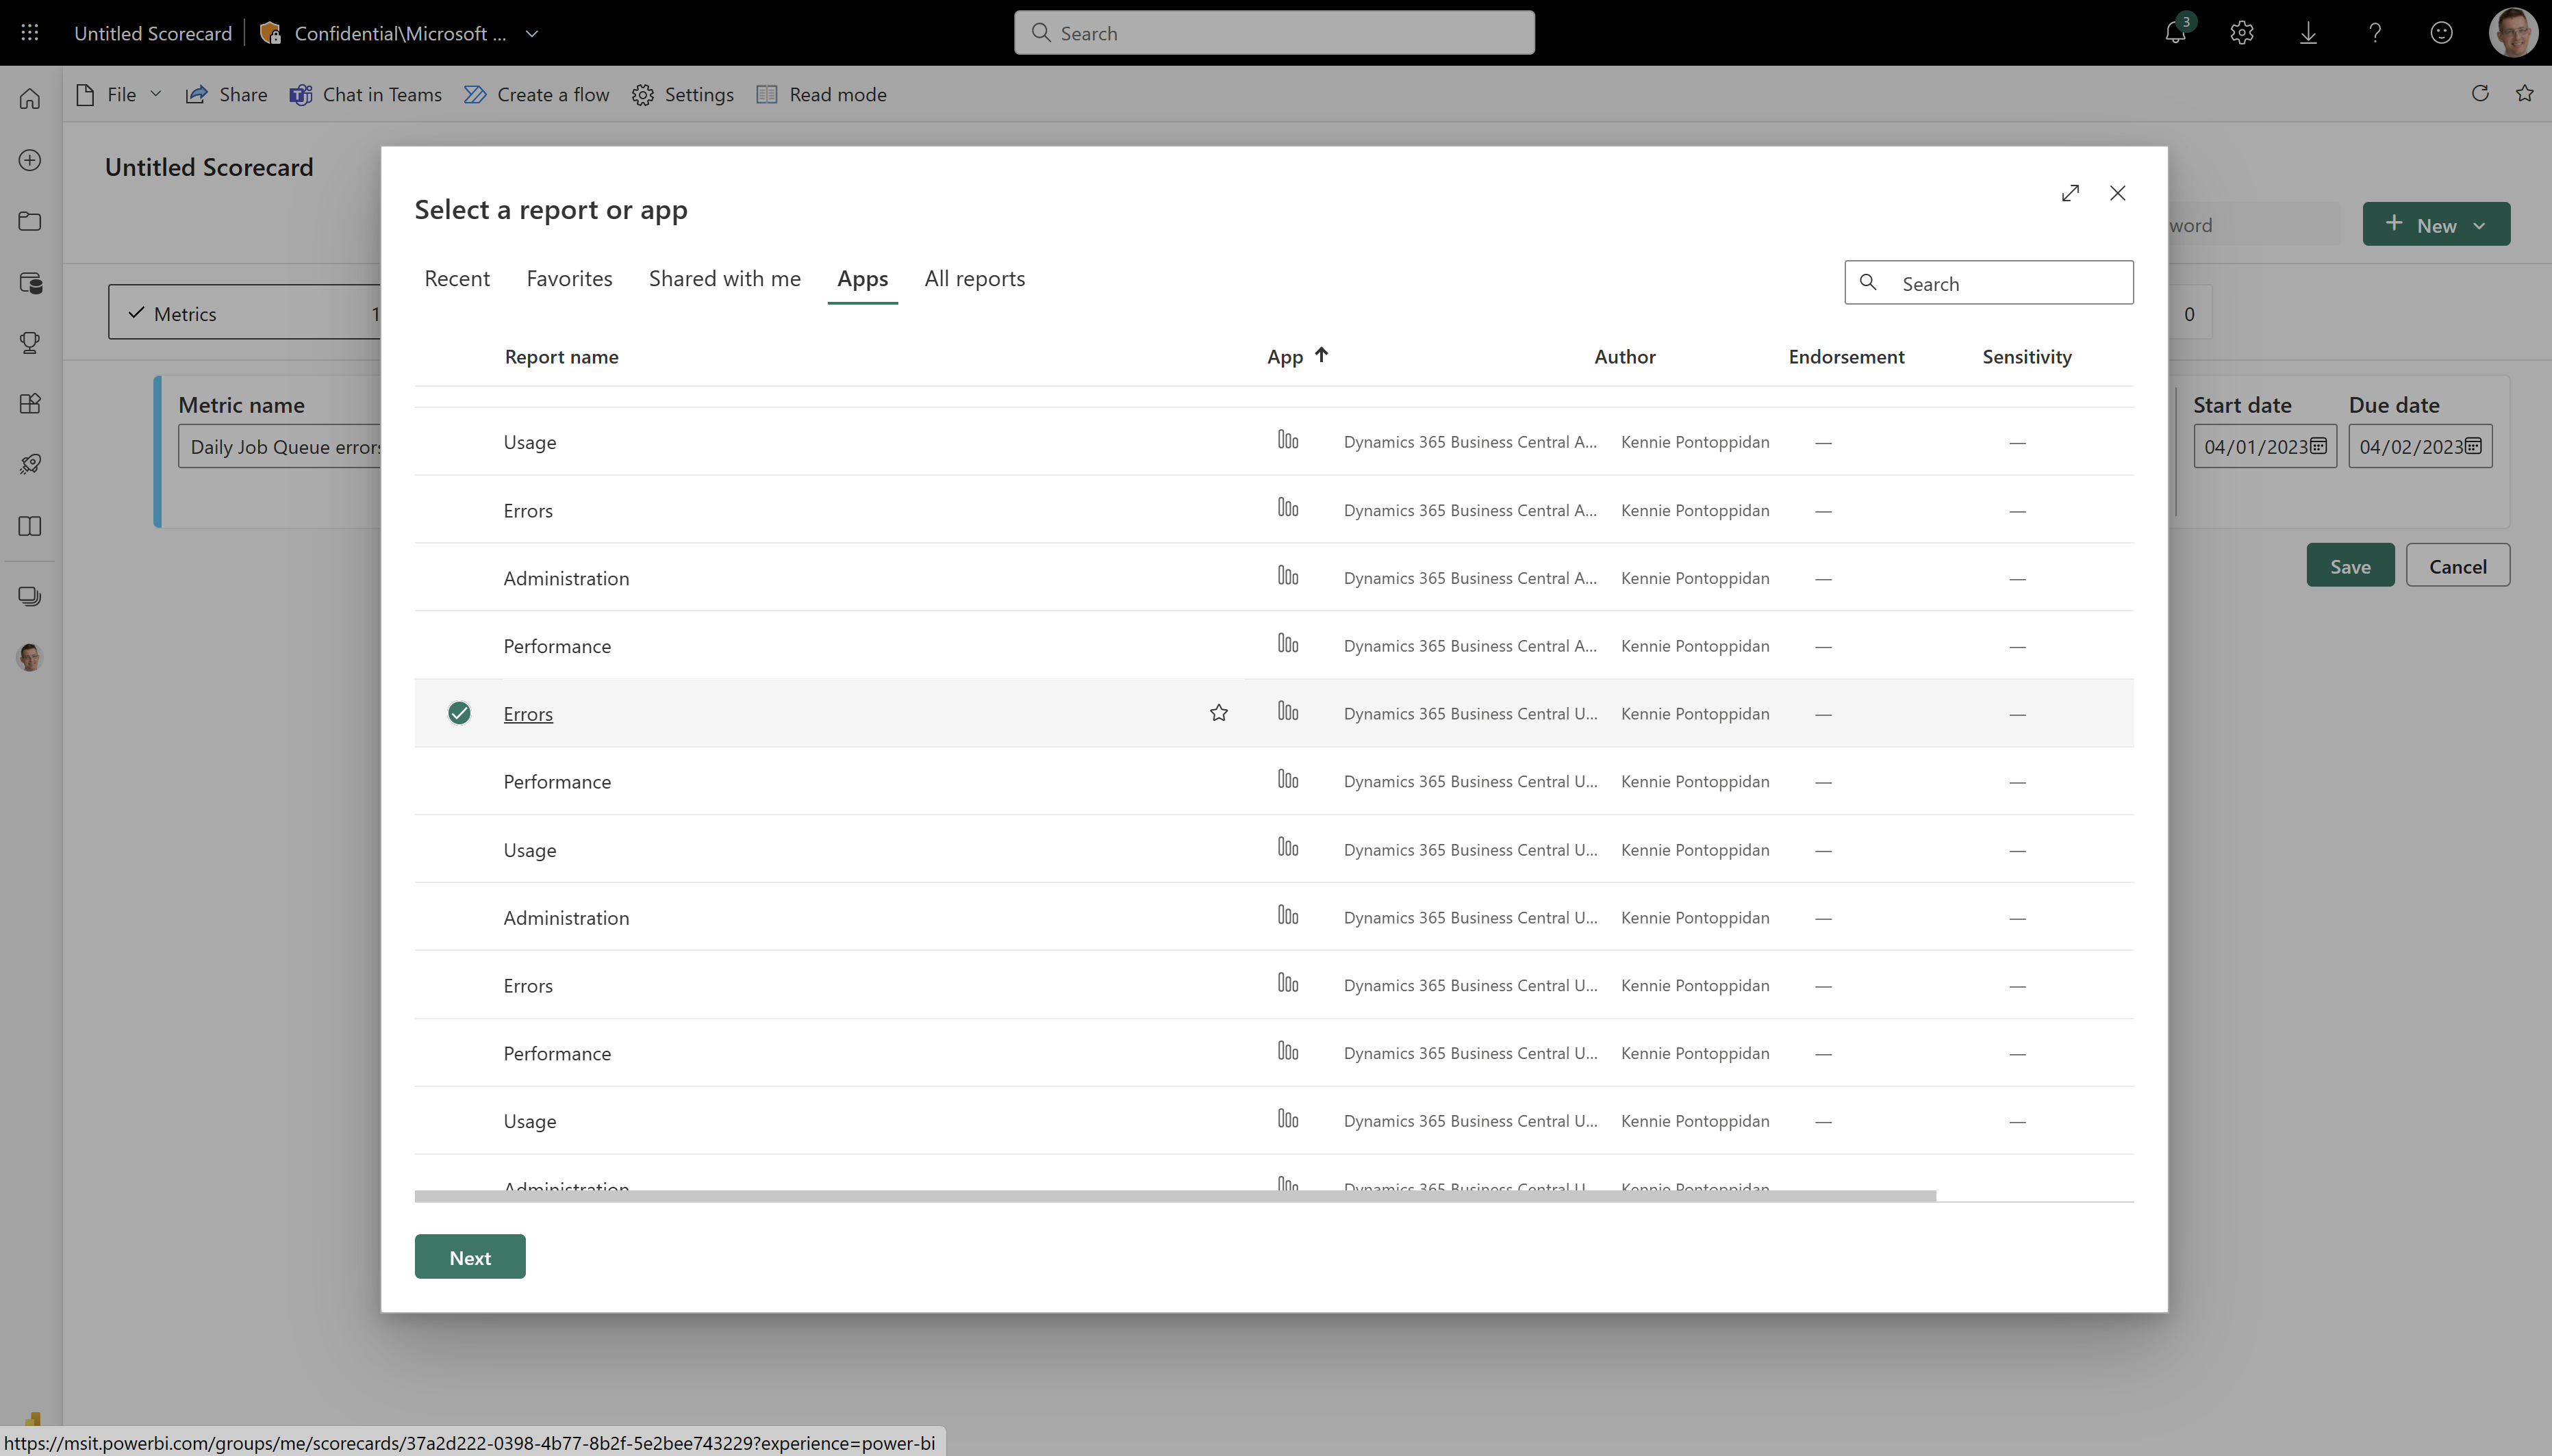 Untitled Scorecard
Confidential\Microsoft ...
Search
3
File
Share
Chat in Teams
Create a flow
Settings
Read mode
Untitled Scorecard
word
New
Metrics
1
0
Metric name
Daily Job Queue errors
Start date
Due date
04/01/2023
04/02/2023
Save
Cancel
Select a report or app
Recent
Favorites
Shared with me
Apps
All reports
Search
Report name
App
Author
Endorsement
Sensitivity
Usage
Dynamics 365 Business Central A...
Kennie Pontoppidan
—
—
Errors
Dynamics 365 Business Central A...
Kennie Pontoppidan
—
—
Administration
Dynamics 365 Business Central A...
Kennie Pontoppidan
—
—
Performance
Dynamics 365 Business Central A...
Kennie Pontoppidan
—
—
Errors
Dynamics 365 Business Central U...
Kennie Pontoppidan
—
—
Performance
Dynamics 365 Business Central U...
Kennie Pontoppidan
—
—
Usage
Dynamics 365 Business Central U...
Kennie Pontoppidan
—
—
Administration
Dynamics 365 Business Central U...
Kennie Pontoppidan
—
—
Errors
Dynamics 365 Business Central U...
Kennie Pontoppidan
—
—
Performance
Dynamics 365 Business Central U...
Kennie Pontoppidan
—
—
Usage
Dynamics 365 Business Central U...
Kennie Pontoppidan
—
—
Administration
Dynamics 365 Business Central U...
Kennie Pontoppidan
Next
https://msit.powerbi.com/groups/me/scorecards/37a2d222-0398-4b77-8b2f-5e2bee743229?experience=power-bi